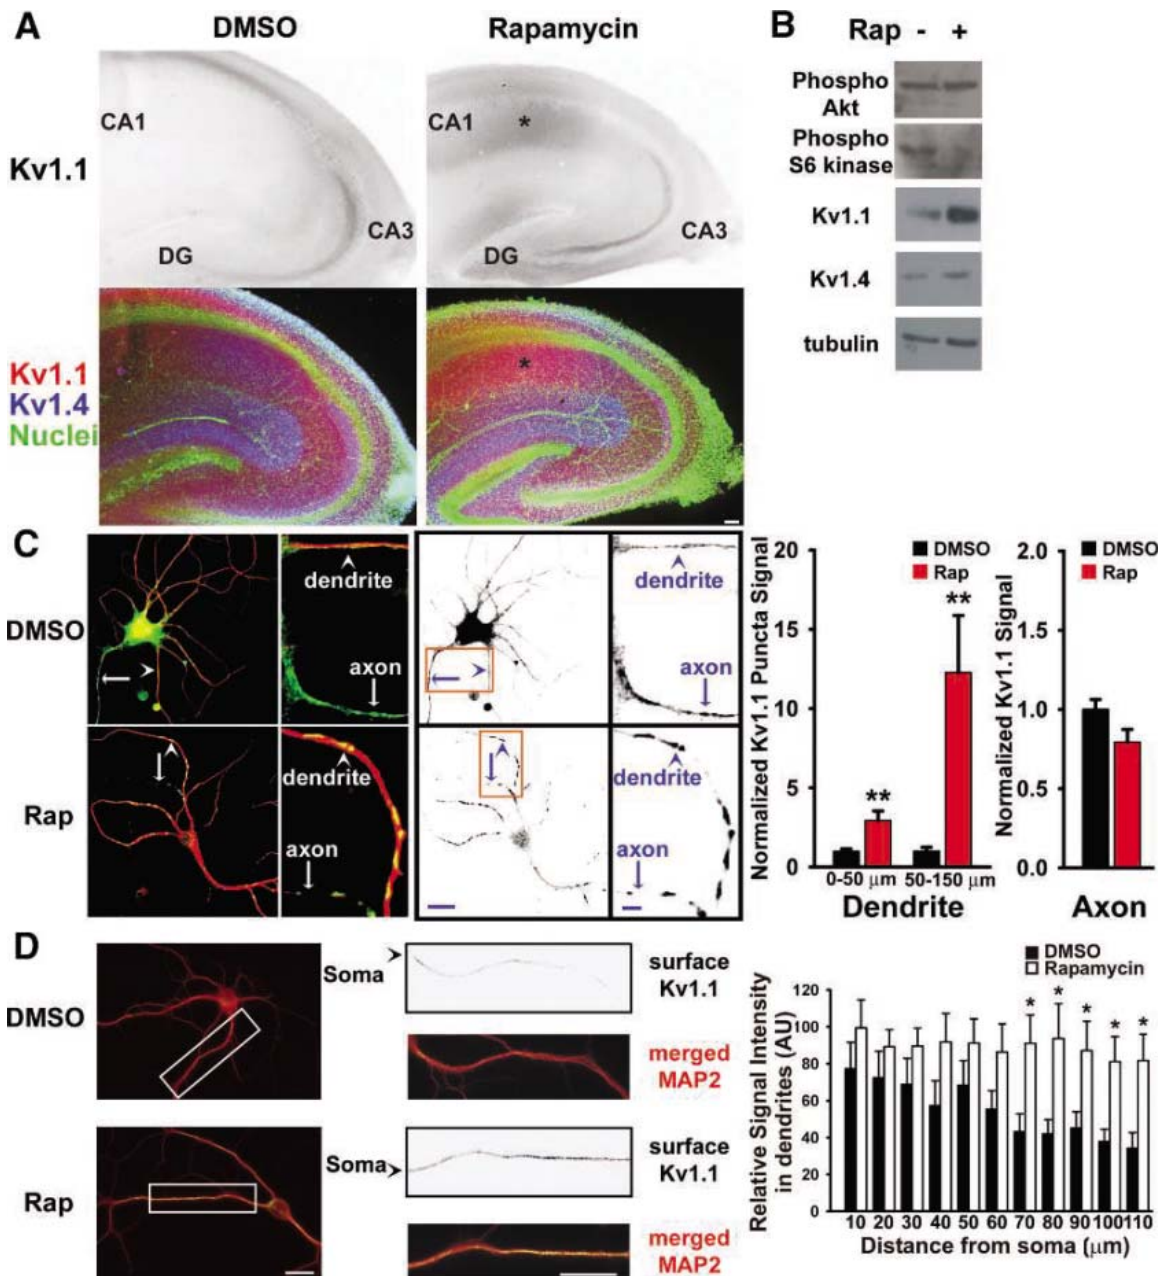 A
DMSO
Rapamycin
Kv1.1
CA1
CA3
DG
CA1
*
CA3
DG
Kv1.1
Kv1.4
Nuclei
*
B
Rap - +
Phospho
Akt
Phospho
S6 kinase
Kv1.1
Kv1.4
tubulin
C
DMSO
dendrite
axon
dendrite
axon
Rap
dendrite
axon
dendrite
axon
Normalized Kv1.1 Puncta Signal
20
15
10
5
0
DMSO
Rap
**
**
0-50 μm
50-150 μm
Dendrite
Normalized Kv1.1 Signal
2.0
1.5
1.0
0.5
0.0
DMSO
Rap
Axon
D
DMSO
Soma
surface
Kv1.1
merged
MAP2
Rap
Soma
surface
Kv1.1
merged
MAP2
Relative Signal Intensity
in dendrites (AU)
DMSO
Rapamycin
120
100
80
60
40
20
0
* * * * *
10 20 30 40 50 60 70 80 90 100 110
Distance from soma (μm)